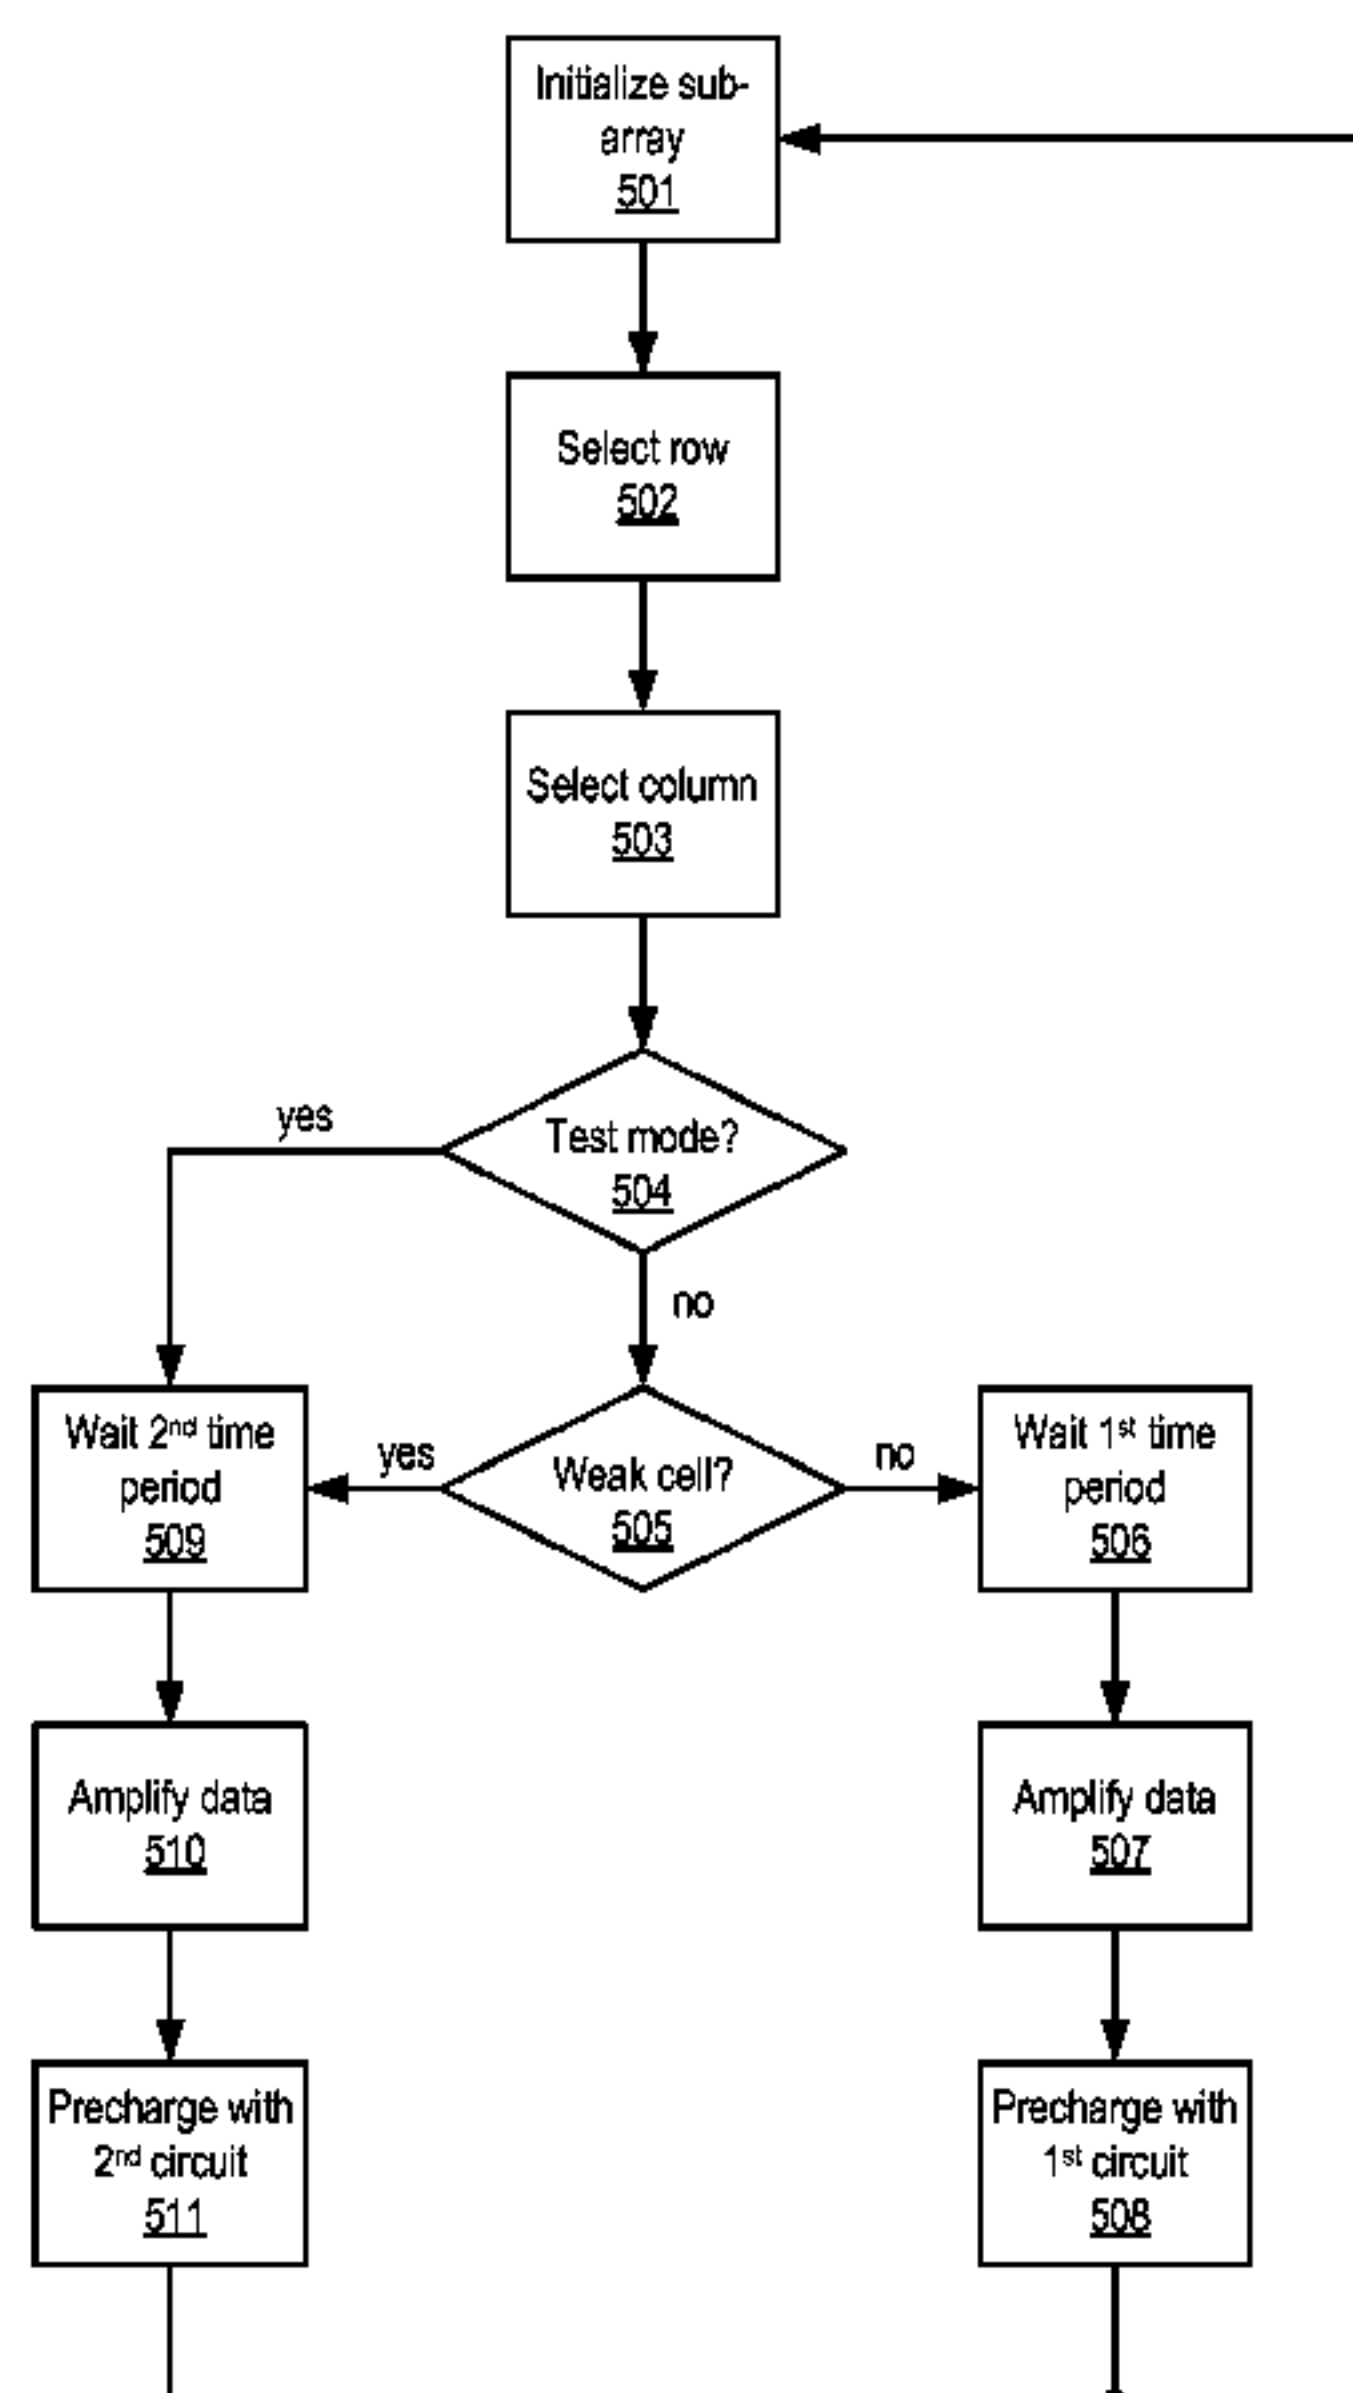 Initialize sub-
array
501
Select row
502
Select column
503
Test mode?
504
yes
no
Wait 2nd time
period
509
yes
Weak cell?
505
no
Wait 1st time
period
506
Amplify data
510
Amplify data
507
Precharge with
2nd circuit
511
Precharge with
1st circuit
508